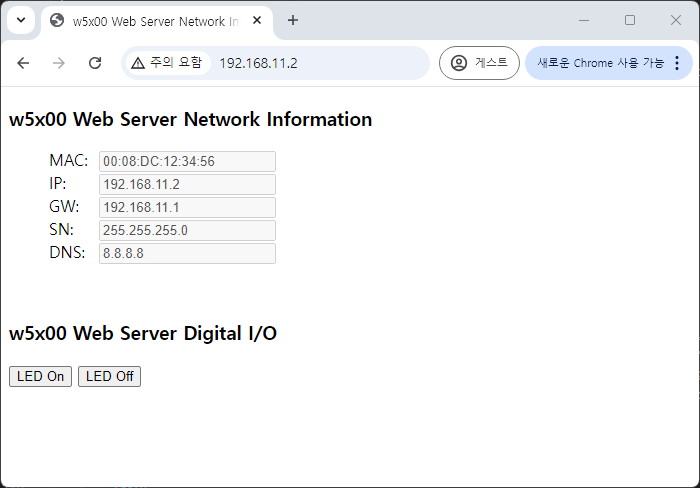 w5x00 Web Server Network In
주의 요함
192.168.11.2
게스트
새로운 Chrome 사용 가능
w5x00 Web Server Network Information
MAC: 00:08:DC:12:34:56
IP: 192.168.11.2
GW: 192.168.11.1
SN: 255.255.255.0
DNS: 8.8.8.8
w5x00 Web Server Digital I/O
LED On LED Off